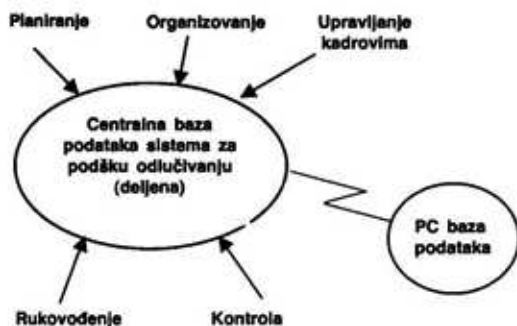 Planiranje
Organizovanje
Upravljanje
kadrovima
Centralna baza
podataka sistema za
podšku odlučivanju
(deljena)
PC baza
podataka
Rukovođenje
Kontrola